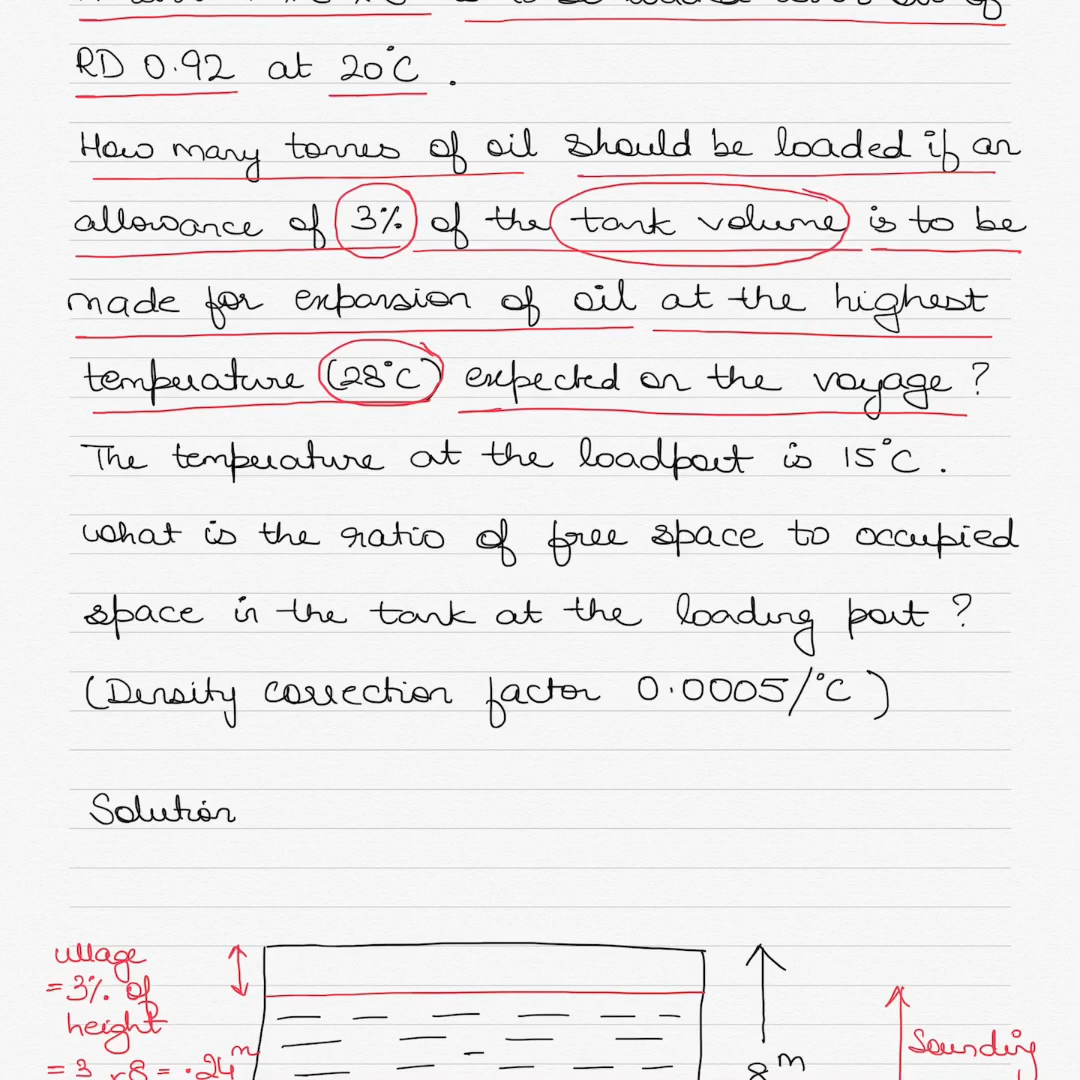 RD 0.92 at 20°C .
How many tonnes of oil should be loaded if an
allowance of 3% of the tank volume is to be
made for expansion of oil at the highest
temperature (28°C) expected on the voyage ?
The temperature at the loadport is 15°C .
what is the ratio of free space to occupied
space in the tank at the loading port ?
(Density correction factor 0.0005/°C )
Solution
ullage
= 3% of
height
= 3 x8 = .24m
8m
Sounding